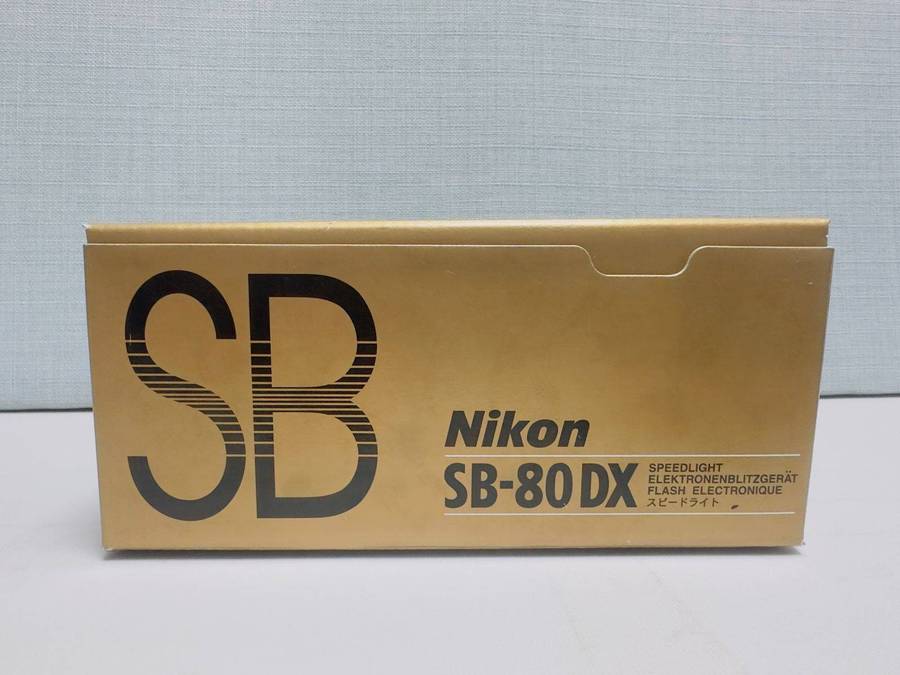 SB
Nikon
SB-80DX
SPEEDLIGHT
ELEKTRONENBLITZGERÄT
FLASH ELECTRONIQUE
スピードライト